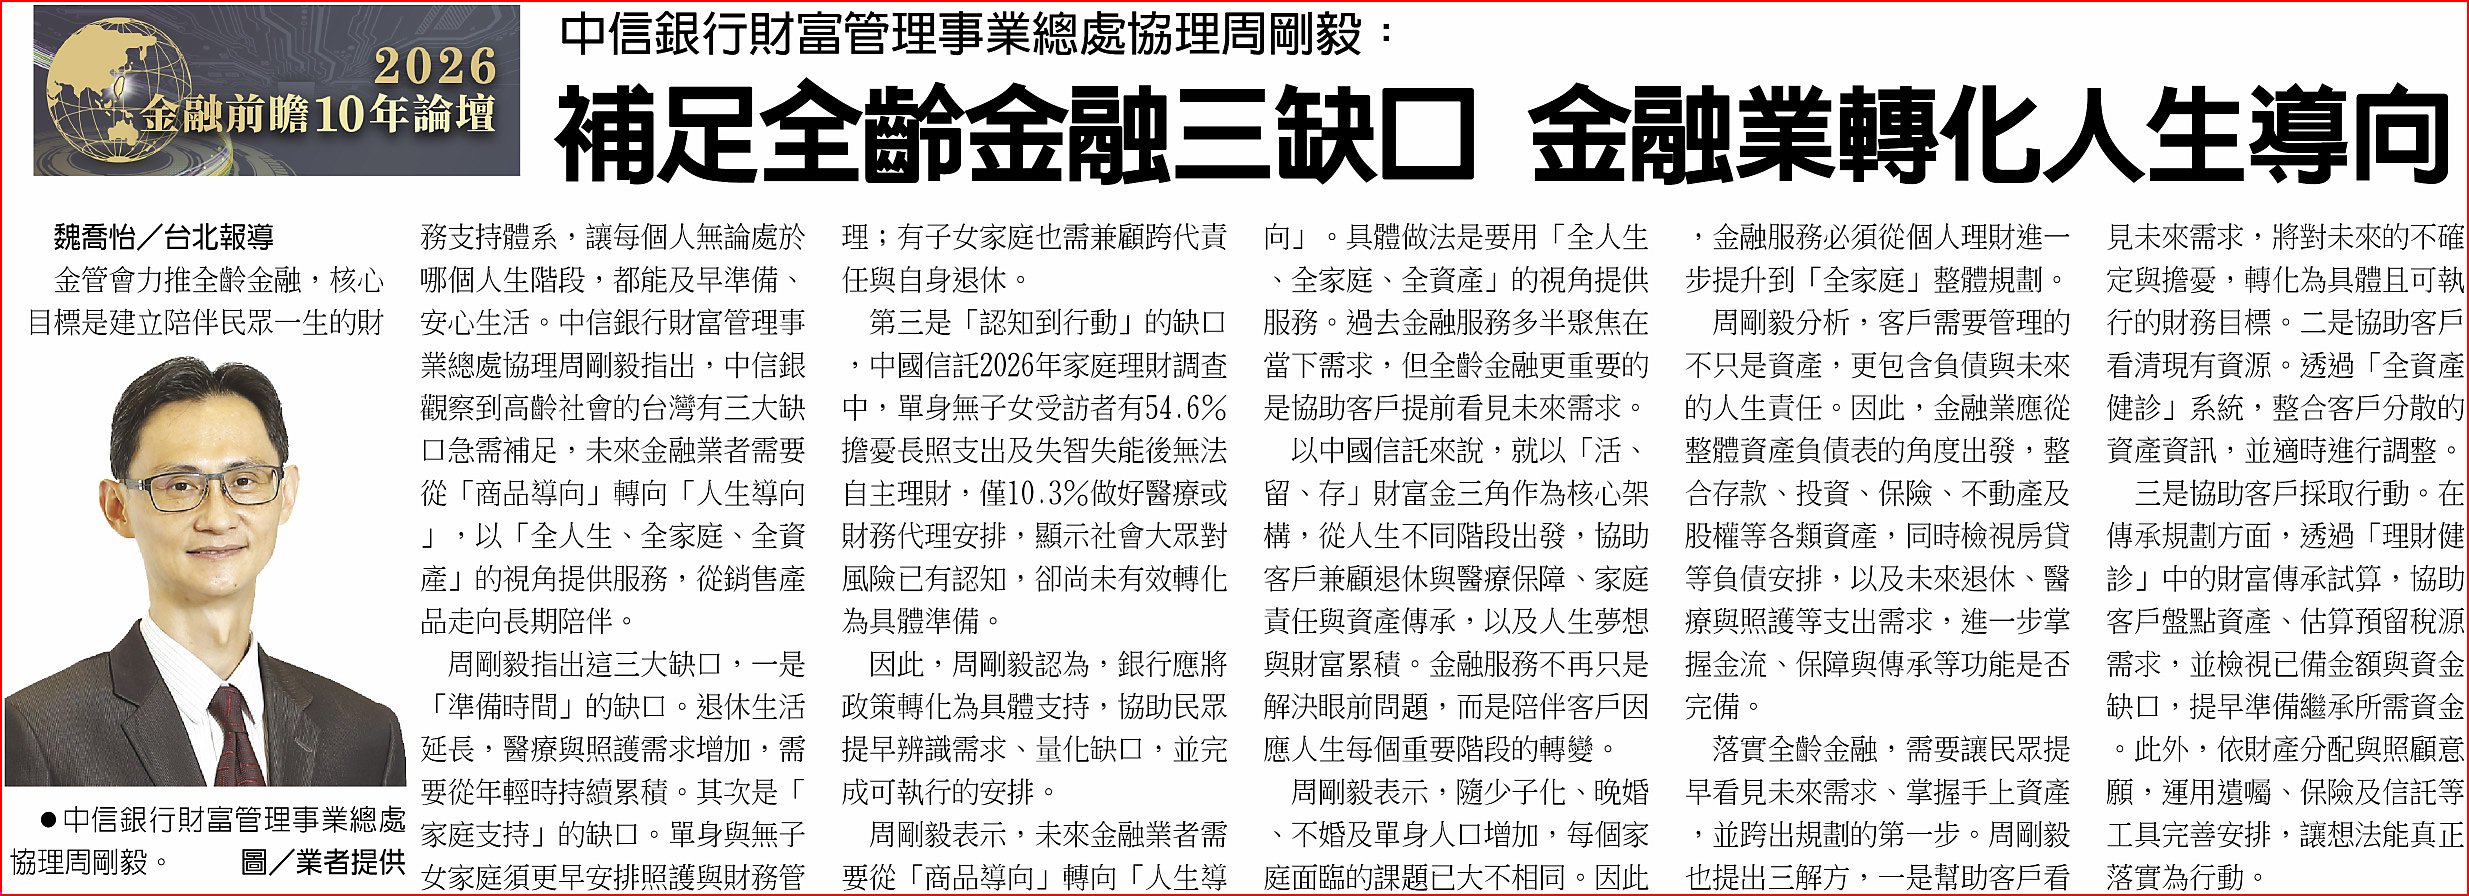 2026
金融前瞻10年論壇
中信銀行財富管理事業總處協理周剛毅：
補足全齡金融三缺口 金融業轉化人生導向
魏喬怡／台北報導
金管會力推全齡金融，核心
目標是建立陪伴民眾一生的財
●中信銀行財富管理事業總處
協理周剛毅。 圖／業者提供
務支持體系，讓每個人無論處於
哪個人生階段，都能及早準備、
安心生活。中信銀行財富管理事
業總處協理周剛毅指出，中信銀
觀察到高齡社會的台灣有三大缺
口急需補足，未來金融業者需要
從「商品導向」轉向「人生導向
」，以「全人生、全家庭、全資
產」的視角提供服務，從銷售產
品走向長期陪伴。
周剛毅指出這三大缺口，一是
「準備時間」的缺口。退休生活
延長，醫療與照護需求增加，需
要從年輕時持續累積。其次是「
家庭支持」的缺口。單身與無子
女家庭須更早安排照護與財務管
理；有子女家庭也需兼顧跨代責
任與自身退休。
第三是「認知到行動」的缺口
，中國信託2026年家庭理財調查
中，單身無子女受訪者有54.6%
擔憂長照支出及失智失能後無法
自主理財，僅10.3%做好醫療或
財務代理安排，顯示社會大眾對
風險已有認知，卻尚未有效轉化
為具體準備。
因此，周剛毅認為，銀行應將
政策轉化為具體支持，協助民眾
提早辨識需求、量化缺口，並完
成可執行的安排。
周剛毅表示，未來金融業者需
要從「商品導向」轉向「人生導
向」。具體做法是要用「全人生
、全家庭、全資產」的視角提供
服務。過去金融服務多半聚焦在
當下需求，但全齡金融更重要的
是協助客戶提前看見未來需求。
以中國信託來說，就以「活、
留、存」財富金三角作為核心架
構，從人生不同階段出發，協助
客戶兼顧退休與醫療保障、家庭
責任與資產傳承，以及人生夢想
與財富累積。金融服務不再只是
解決眼前問題，而是陪伴客戶因
應人生每個重要階段的轉變。
周剛毅表示，隨少子化、晚婚
、不婚及單身人口增加，每個家
庭面臨的課題已大不相同。因此
，金融服務必須從個人理財進一
步提升到「全家庭」整體規劃。
周剛毅分析，客戶需要管理的
不只是資產，更包含負債與未來
的人生責任。因此，金融業應從
整體資產負債表的角度出發，整
合存款、投資、保險、不動產及
股權等各類資產，同時檢視房貸
等負債安排，以及未來退休、醫
療與照護等支出需求，進一步掌
握金流、保障與傳承等功能是否
完備。
落實全齡金融，需要讓民眾提
早看見未來需求、掌握手上資產
，並跨出規劃的第一步。周剛毅
也提出三解方，一是幫助客戶看
見未來需求，將對未來的不確
定與擔憂，轉化為具體且可執
行的財務目標。二是協助客戶
看清現有資源。透過「全資產
健診」系統，整合客戶分散的
資產資訊，並適時進行調整。
三是協助客戶採取行動。在
傳承規劃方面，透過「理財健
診」中的財富傳承試算，協助
客戶盤點資產、估算預留稅源
需求，並檢視已備金額與資金
缺口，提早準備繼承所需資金
。此外，依財產分配與照顧意
願，運用遺囑、保險及信託等
工具完善安排，讓想法能真正
落實為行動。